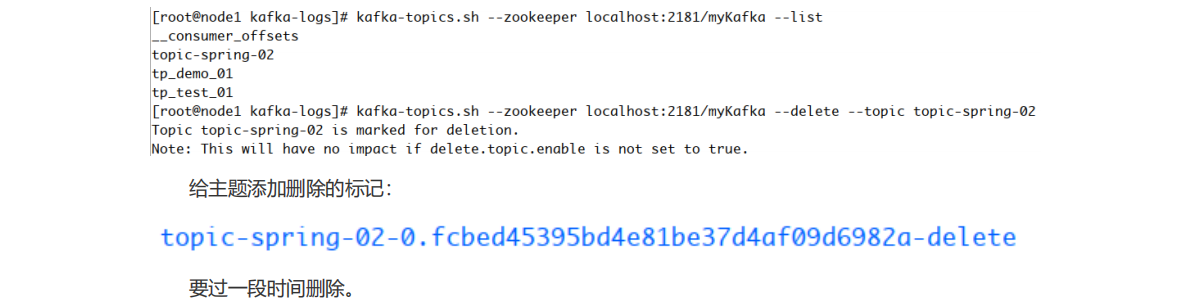 [root@node1 kafka-logs]# kafka-topics.sh --zookeeper localhost:2181/myKafka --list
__consumer_offsets
topic-spring-02
tp_demo_01
tp_test_01
[root@node1 kafka-logs]# kafka-topics.sh --zookeeper localhost:2181/myKafka --delete --topic topic-spring-02
Topic topic-spring-02 is marked for deletion.
Note: This will have no impact if delete.topic.enable is not set to true.
给主题添加删除的标记：
topic-spring-02-0.fcbed45395bd4e81be37d4af09d6982a-delete
要过一段时间删除。